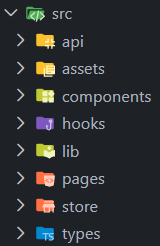 src
api
assets
components
hooks
lib
pages
store
types